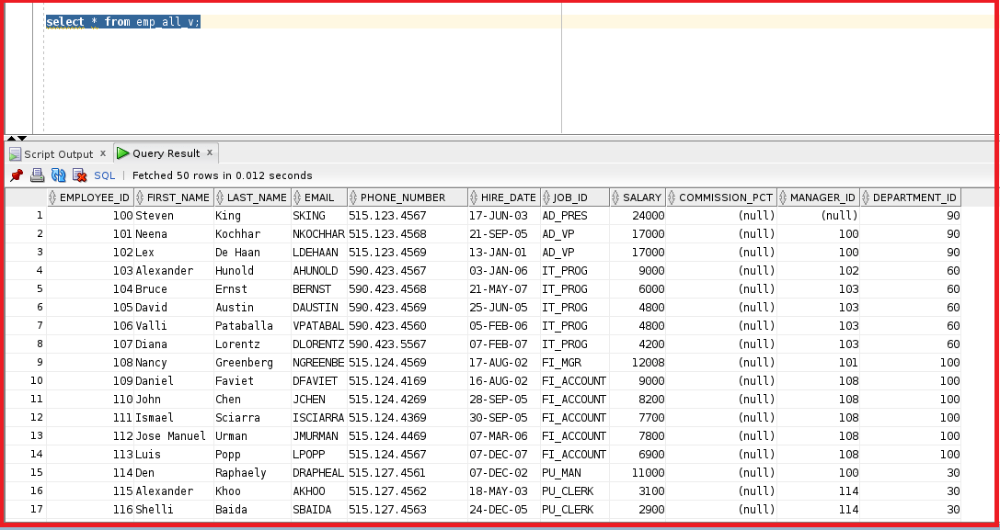 select * from emp_all_v;
Script Output x Query Result x
SQL | Fetched 50 rows in 0.012 seconds
EMPLOYEE_ID FIRST_NAME LAST_NAME EMAIL PHONE_NUMBER HIRE_DATE JOB_ID SALARY COMMISSION_PCT MANAGER_ID DEPARTMENT_ID
1 100 Steven King SKING 515.123.4567 17-JUN-03 AD_PRES 24000 (null) (null) 90
2 101 Neena Kochhar NKOCHHAR 515.123.4568 21-SEP-05 AD_VP 17000 (null) 100 90
3 102 Lex De Haan LDEHAAN 515.123.4569 13-JAN-01 AD_VP 17000 (null) 100 90
4 103 Alexander Hunold AHUNOLD 590.423.4567 03-JAN-06 IT_PROG 9000 (null) 102 60
5 104 Bruce Ernst BERNST 590.423.4568 21-MAY-07 IT_PROG 6000 (null) 103 60
6 105 David Austin DAUSTIN 590.423.4569 25-JUN-05 IT_PROG 4800 (null) 103 60
7 106 Valli Pataballa VPATABAL 590.423.4560 05-FEB-06 IT_PROG 4800 (null) 103 60
8 107 Diana Lorentz DLORENTZ 590.423.5567 07-FEB-07 IT_PROG 4200 (null) 103 60
9 108 Nancy Greenberg NGREENBE 515.124.4569 17-AUG-02 FI_MGR 12008 (null) 101 100
10 109 Daniel Faviet DFAVIET 515.124.4169 16-AUG-02 FI_ACCOUNT 9000 (null) 108 100
11 110 John Chen JCHEN 515.124.4269 28-SEP-05 FI_ACCOUNT 8200 (null) 108 100
12 111 Ismael Sciarra ISCIARRA 515.124.4369 30-SEP-05 FI_ACCOUNT 7700 (null) 108 100
13 112 Jose Manuel Urman JMURMAN 515.124.4469 07-MAR-06 FI_ACCOUNT 7800 (null) 108 100
14 113 Luis Popp LPOPP 515.124.4567 07-DEC-07 FI_ACCOUNT 6900 (null) 108 100
15 114 Den Raphaely DRAPHEAL 515.127.4561 07-DEC-02 PU_MAN 11000 (null) 100 30
16 115 Alexander Khoo AKHOO 515.127.4562 18-MAY-03 PU_CLERK 3100 (null) 114 30
17 116 Shelli Baida SBAIDA 515.127.4563 24-DEC-05 PU_CLERK 2900 (null) 114 30